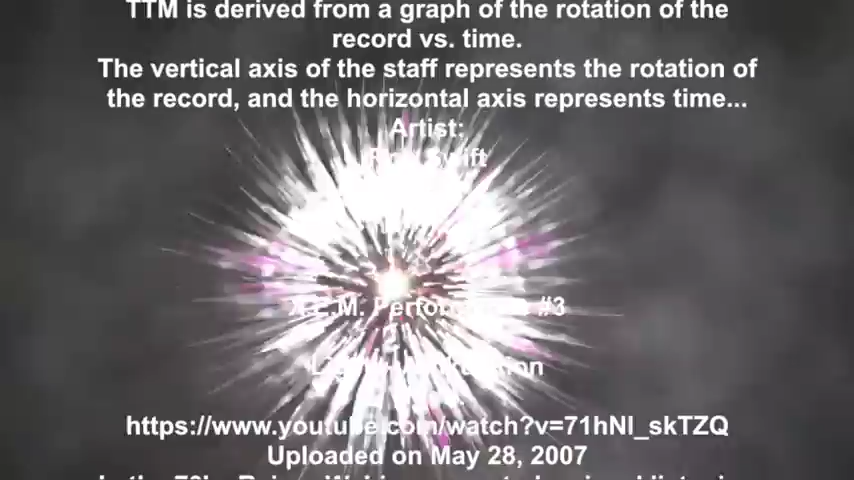 TTM is derived from a graph of the rotation of the
record vs. time.
The vertical axis of the staff represents the rotation of
the record, and the horizontal axis represents time...
Artist:
Swift
#3
https://www.youtube.com/watch?v=71hNI_skTZQ
Uploaded on May 28, 2007